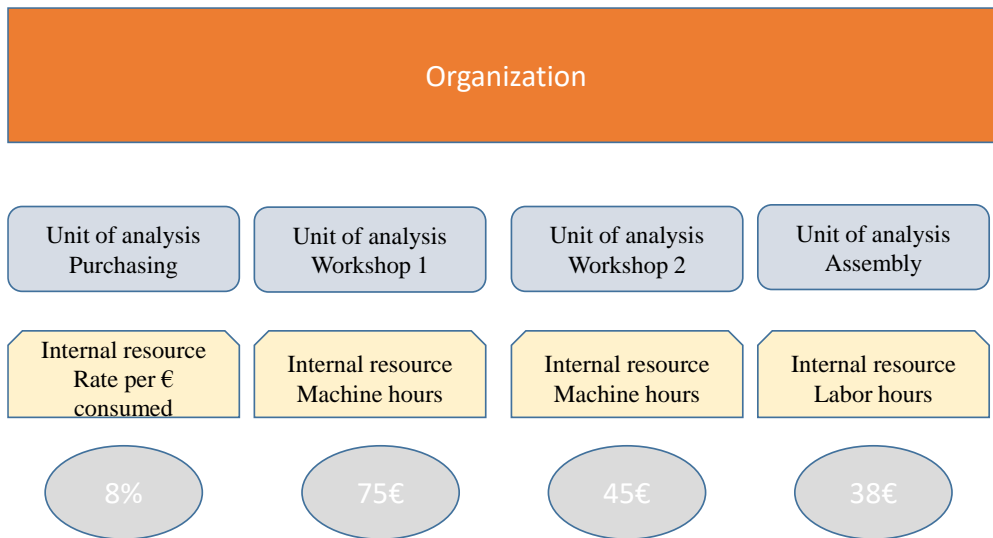 Organization
Unit of analysis
Purchasing
Unit of analysis
Workshop 1
Unit of analysis
Workshop 2
Unit of analysis
Assembly
Internal resource
Rate per €
consumed
Internal resource
Machine hours
Internal resource
Machine hours
Internal resource
Labor hours
8%
75€
45€
38€